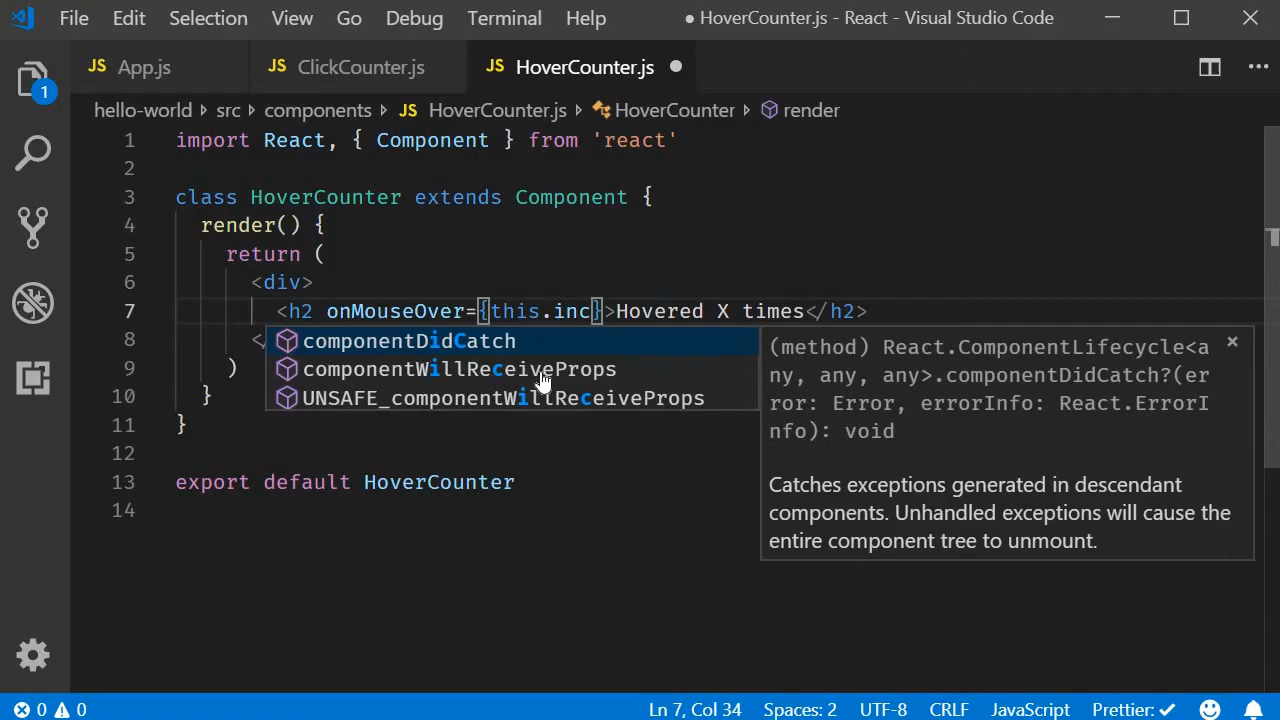 File Edit Selection View Go Debug Terminal Help ● HoverCounter.js - React - Visual Studio Code
JS App.js JS ClickCounter.js JS HoverCounter.js
1
hello-world › src › components › JS HoverCounter.js › HoverCounter › render
1 import React, { Component } from 'react'
2
3 class HoverCounter extends Component {
4 render() {
5 return (
6 <div>
7 <h2 onMouseOver={this.inc}>Hovered X times</h2>
8 </
componentDidCatch
9 )
componentWillReceiveProps
10 }
UNSAFE_componentWillReceiveProps
(method) React.ComponentLifecycle<a
ny, any, any>.componentDidCatch?(er
ror: Error, errorInfo: React.ErrorI
nfo): void
Catches exceptions generated in descendant
components. Unhandled exceptions will cause the
entire component tree to unmount.
11 }
12
13 export default HoverCounter
14
0 0 Ln 7, Col 34 Spaces: 2 UTF-8 CRLF JavaScript Prettier: ✓